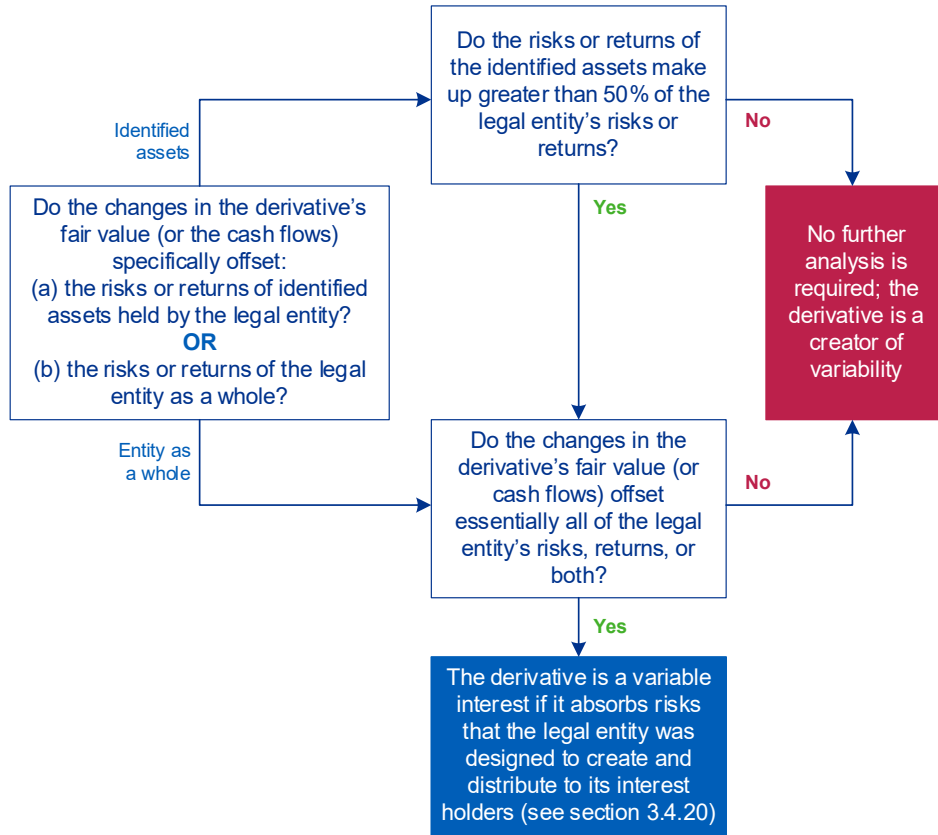 Do the risks or returns of
the identified assets make
up greater than 50% of the
legal entity’s risks or
returns?
No
Identified
assets
Yes
Do the changes in the derivative’s
fair value (or the cash flows)
specifically offset:
(a) the risks or returns of identified
assets held by the legal entity?
OR
(b) the risks or returns of the legal
entity as a whole?
No further
analysis is
required; the
derivative is a
creator of
variability
Entity as
a whole
Do the changes in the
derivative’s fair value (or
cash flows) offset
essentially all of the legal
entity’s risks, returns, or
both?
No
Yes
The derivative is a variable
interest if it absorbs risks
that the legal entity was
designed to create and
distribute to its interest
holders (see section 3.4.20)